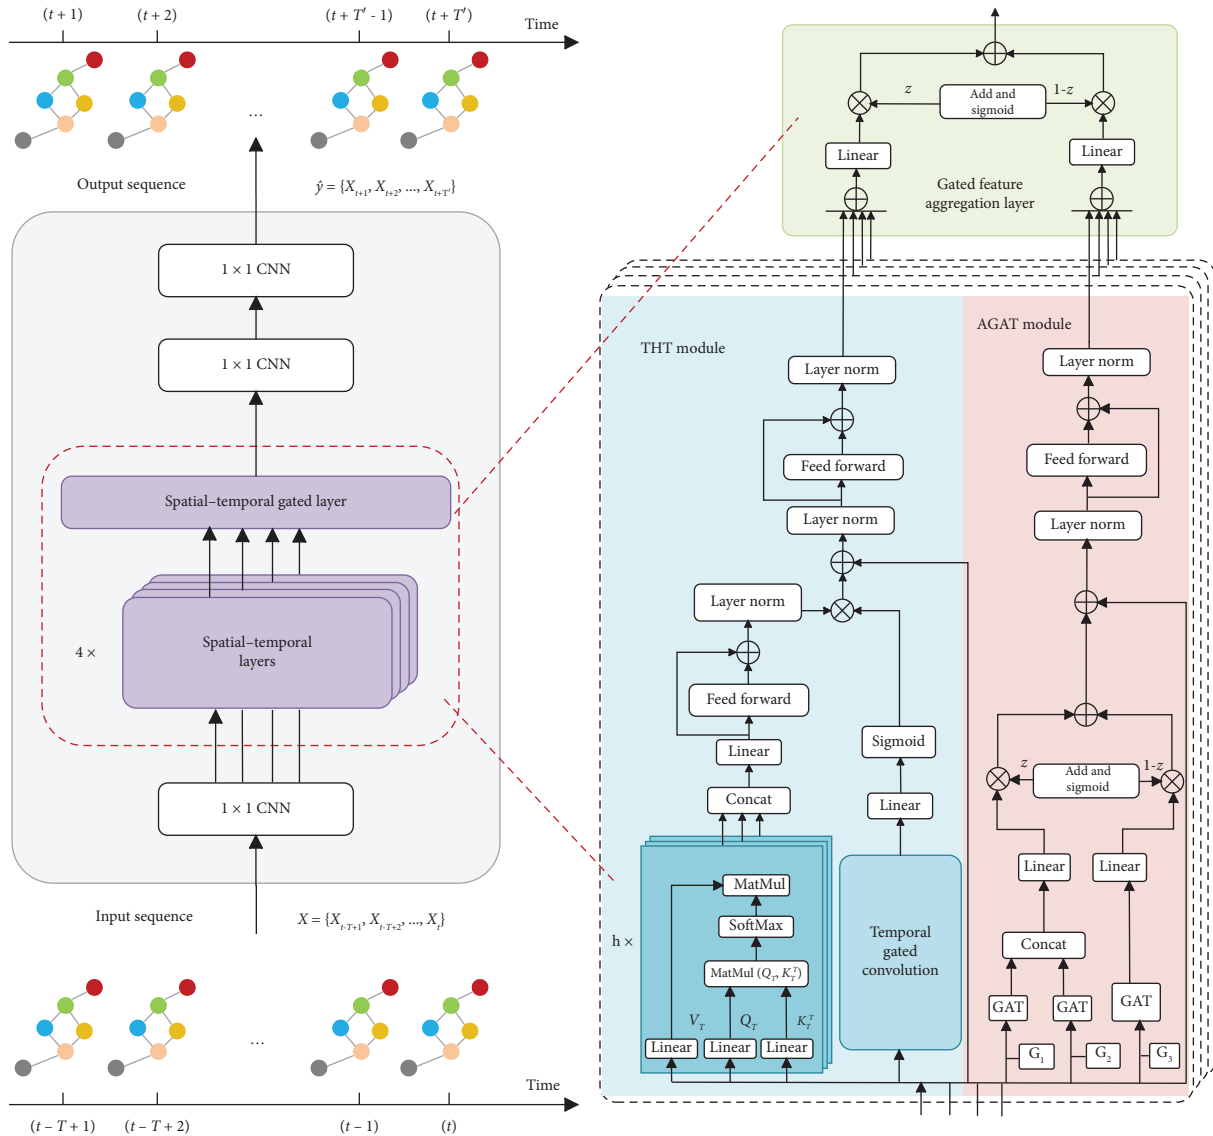 (t + 1)
(t + 2)
(t + T′ - 1)
(t + T′)
Time
...
Output sequence
ŷ = {X_{t+1}, X_{t+2}, ..., X_{t+T′}}
1 × 1 CNN
1 × 1 CNN
Spatial–temporal gated layer
4 ×
Spatial–temporal
layers
1 × 1 CNN
Input sequence
X = {X_{t-T+1}, X_{t-T+2}, ..., X_t}
...
Time
(t – T + 1)
(t – T + 2)
(t – 1)
(t)
z
Add and
sigmoid
1-z
Linear
Linear
Gated feature
aggregation layer
THT module
Layer norm
Feed forward
Layer norm
Layer norm
Feed forward
Linear
Concat
Sigmoid
Linear
h ×
MatMul
SoftMax
MatMul (Q_T, K_T^T)
V_T
Q_T
K_T^T
Linear
Linear
Linear
Temporal
gated
convolution
AGAT module
Layer norm
Feed forward
Layer norm
z
Add and
sigmoid
1-z
Linear
Linear
Concat
GAT
GAT
GAT
G_1
G_2
G_3